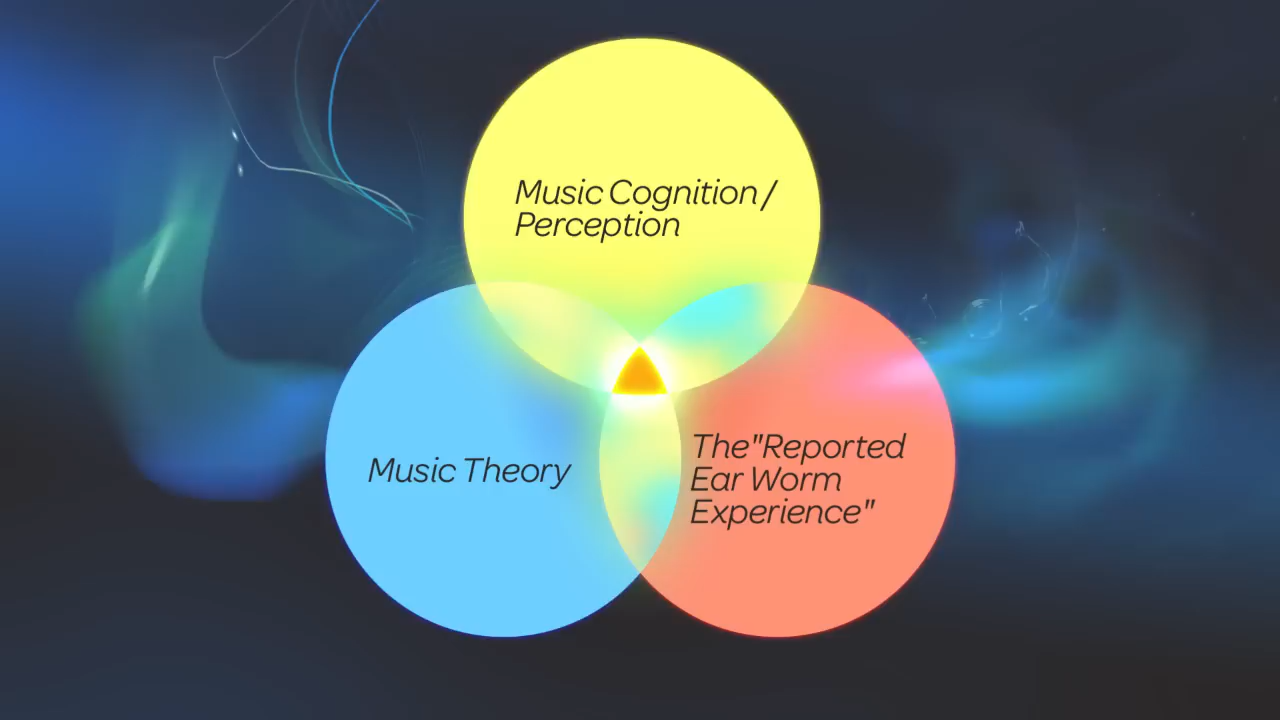 Music Cognition /
Perception
Music Theory
The"Reported
Ear Worm
Experience"